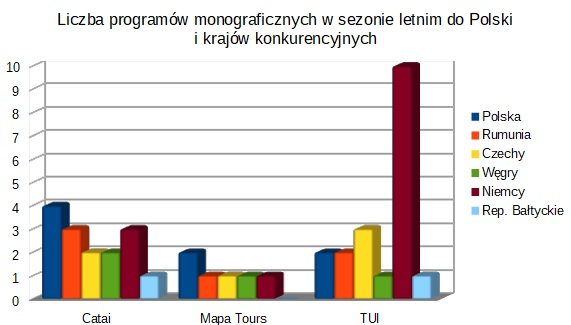 Liczba programów monograficznych w sezonie letnim do Polski
i krajów konkurencyjnych
10
9
8
7
6
5
4
3
2
1
0
Catai
Mapa Tours
TUI
Polska
Rumunia
Czechy
Węgry
Niemcy
Rep. Bałtyckie